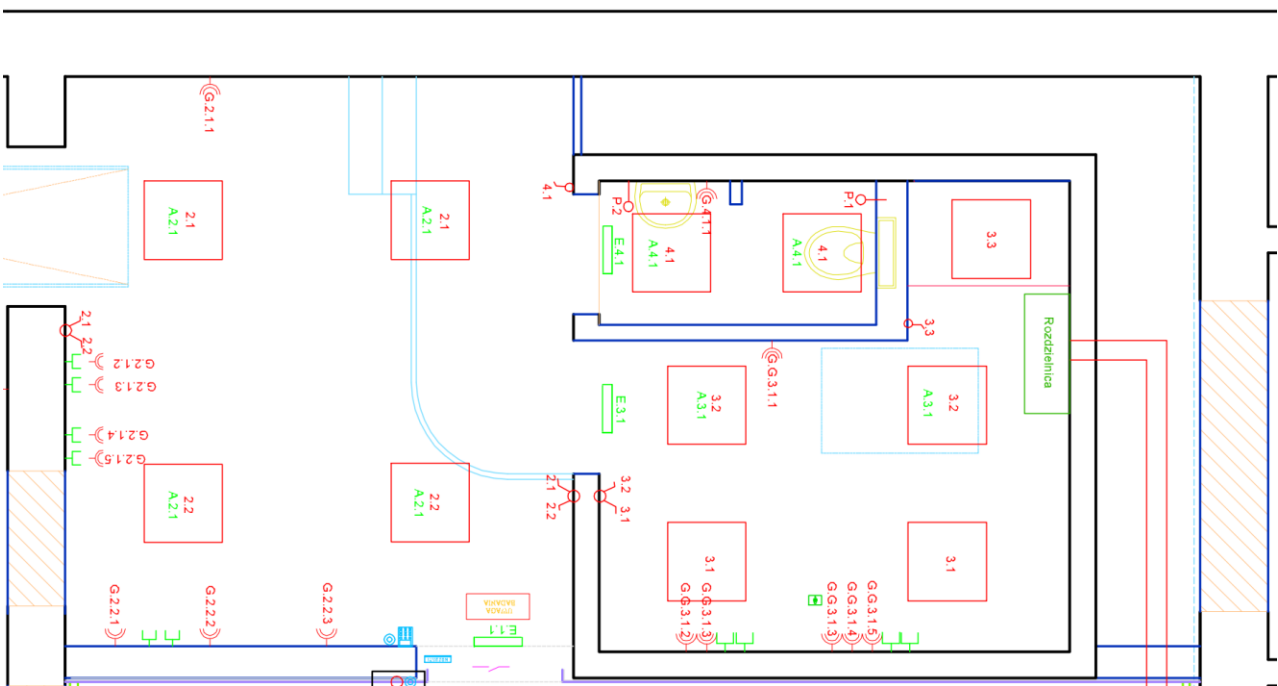 G.2.1.1
2.1
A.2.1
2.1
A.2.1
4.1
P.2
G.4.1.1
P.1
E.4.1
4.1
A.4.1
4.1
A.4.1
3.3
3.3
Rozdzielnica
2.1
2.2
G.2.1.2
G.2.1.3
G.2.1.4
G.2.1.5
G.G.3.1.1
E.3.1
3.2
A.3.1
3.2
A.3.1
2.2
A.2.1
2.2
A.2.1
2.1
2.2
3.2
3.1
3.1
3.1
G.2.2.1
G.2.2.2
G.2.2.3
UWAGA
BADANIA
E.1.1
G.G.3.1.2
G.G.3.1.3
G.G.3.1.3
G.G.3.1.4
G.G.3.1.5